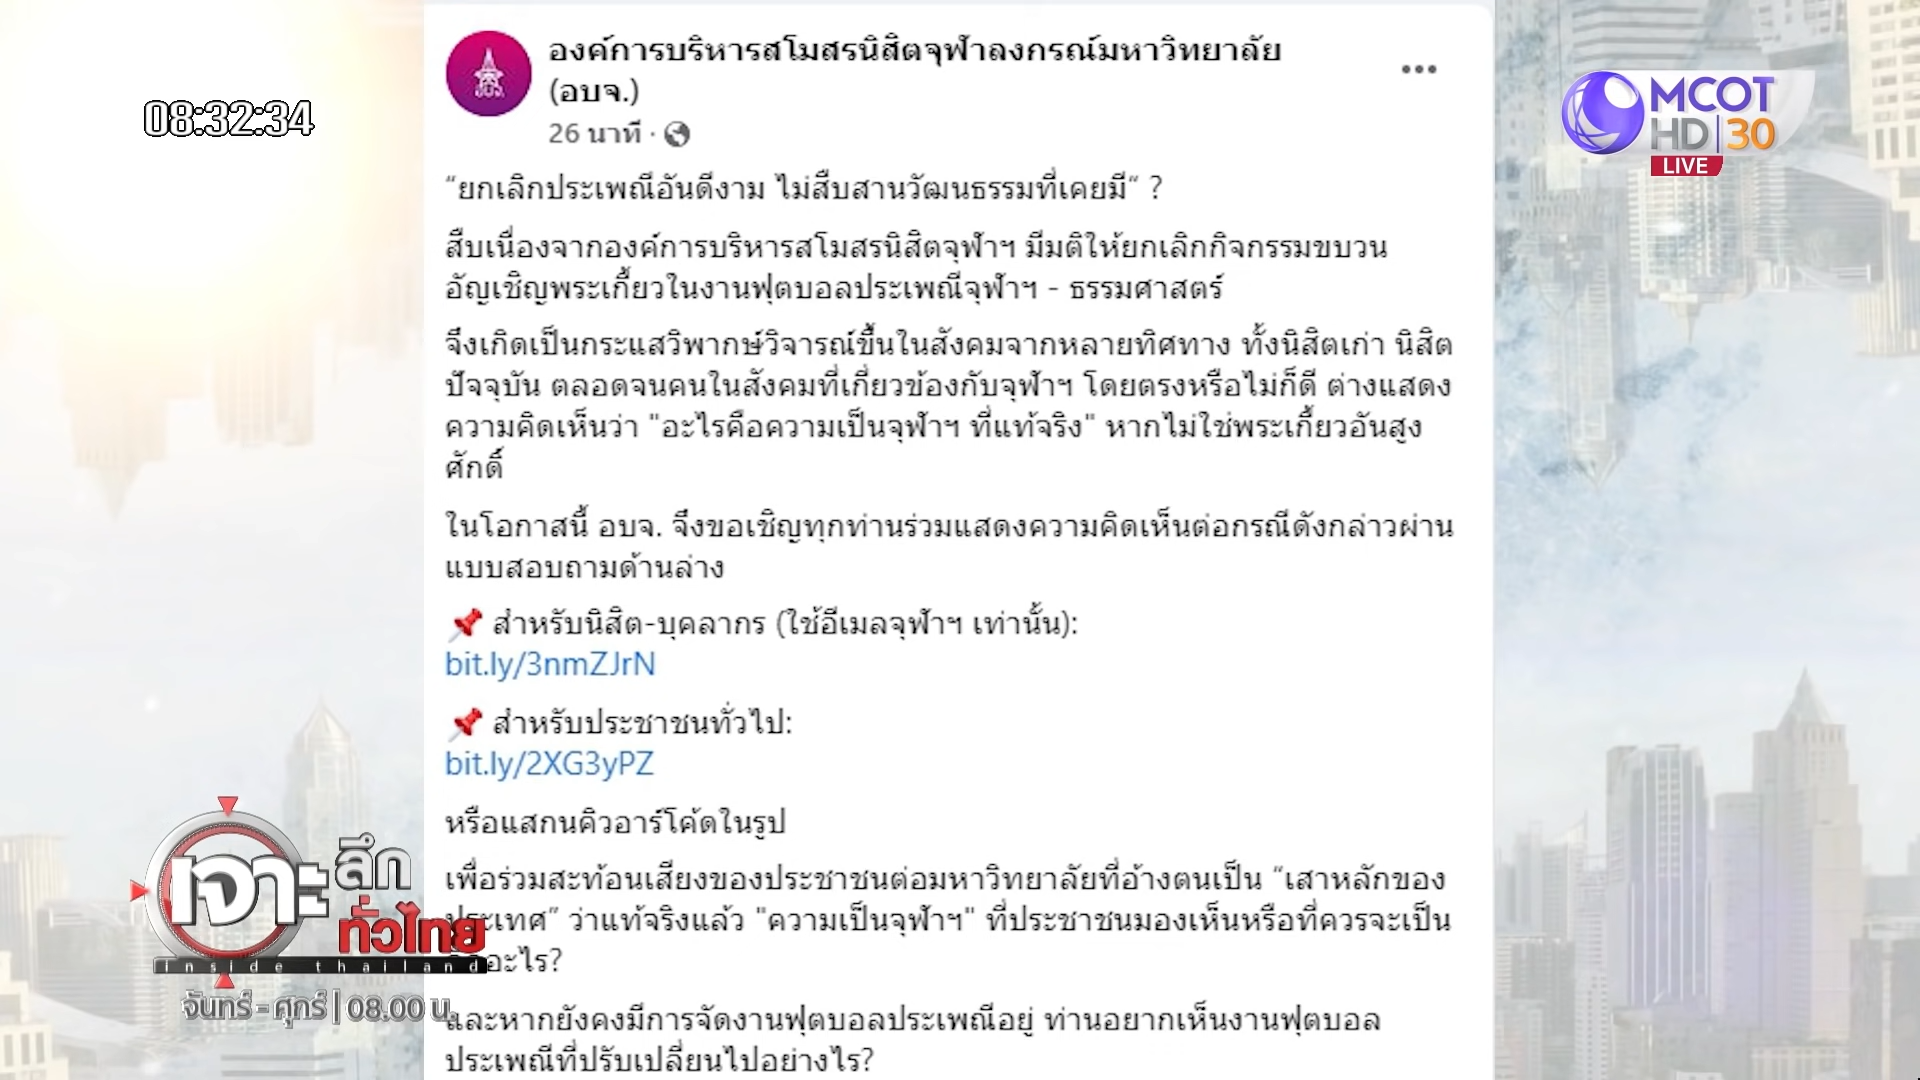 08:32:34
องค์การบริหารสโมสรนิสิตจุฬาลงกรณ์มหาวิทยาลัย
(อบจ.)
26 นาที ·
MCOT
HD|30
LIVE
“ยกเลิกประเพณีอันดีงาม ไม่สืบสานวัฒนธรรมที่เคยมี“ ?
สืบเนื่องจากองค์การบริหารสโมสรนิสิตจุฬาฯ มีมติให้ยกเลิกกิจกรรมขบวน
อัญเชิญพระเกี้ยวในงานฟุตบอลประเพณีจุฬาฯ - ธรรมศาสตร์
จึงเกิดเป็นกระแสวิพากษ์วิจารณ์ขึ้นในสังคมจากหลายทิศทาง ทั้งนิสิตเก่า นิสิต
ปัจจุบัน ตลอดจนคนในสังคมที่เกี่ยวข้องกับจุฬาฯ โดยตรงหรือไม่ก็ดี ต่างแสดง
ความคิดเห็นว่า "อะไรคือความเป็นจุฬาฯ ที่แท้จริง" หากไม่ใช่พระเกี้ยวอันสูง
ศักดิ์
ในโอกาสนี้ อบจ. จึงขอเชิญทุกท่านร่วมแสดงความคิดเห็นต่อกรณีดังกล่าวผ่าน
แบบสอบถามด้านล่าง
📌 สำหรับนิสิต-บุคลากร (ใช้อีเมลจุฬาฯ เท่านั้น):
bit.ly/3nmZJrN
📌 สำหรับประชาชนทั่วไป:
bit.ly/2XG3yPZ
หรือแสกนคิวอาร์โค้ดในรูป
เพื่อร่วมสะท้อนเสียงของประชาชนต่อมหาวิทยาลัยที่อ้างตนเป็น “เสาหลักของ
ประเทศ” ว่าแท้จริงแล้ว "ความเป็นจุฬาฯ" ที่ประชาชนมองเห็นหรือที่ควรจะเป็น
อะไร?
และหากยังคงมีการจัดงานฟุตบอลประเพณีอยู่ ท่านอยากเห็นงานฟุตบอล
ประเพณีที่ปรับเปลี่ยนไปอย่างไร?
เจาะลึก
ทั่วไทย
inside thailand
จันทร์ - ศุกร์ | 08.00 น.